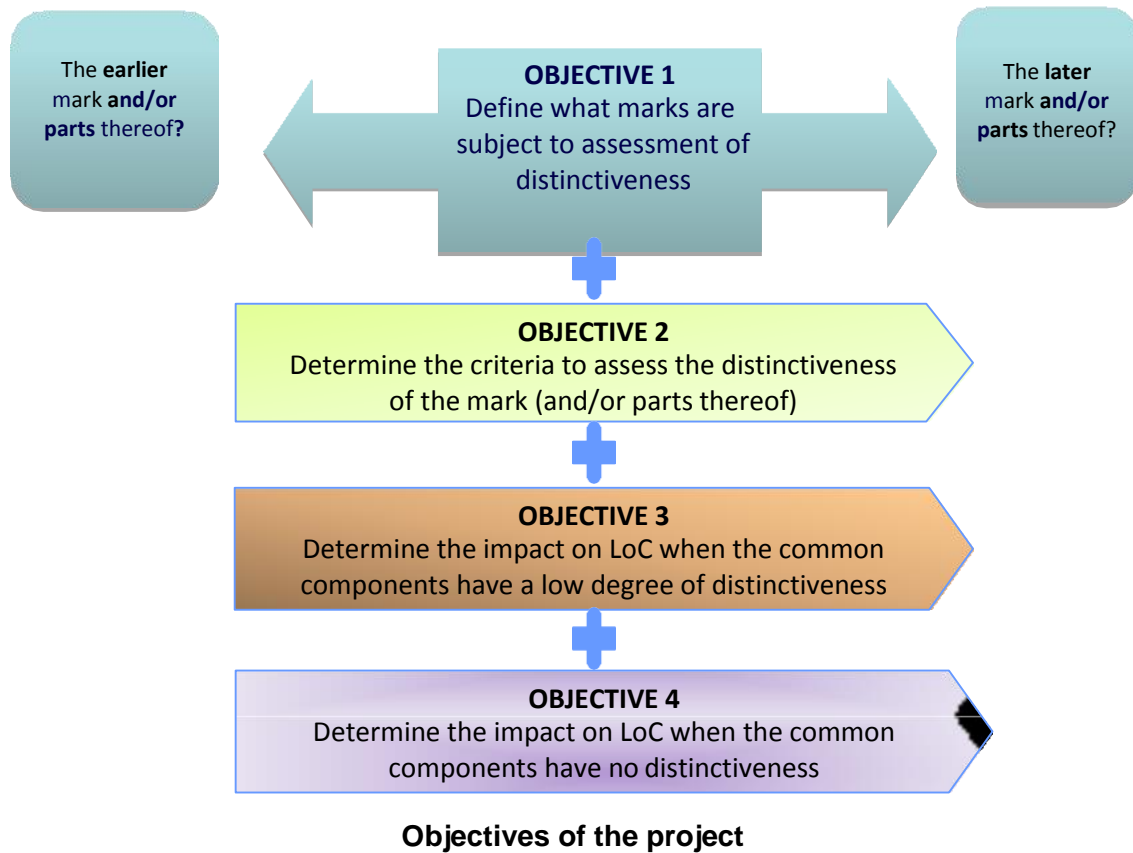 The earlier
mark and/or
parts thereof?
OBJECTIVE 1
Define what marks are
subject to assessment of
distinctiveness
The later
mark and/or
parts thereof?
OBJECTIVE 2
Determine the criteria to assess the distinctiveness
of the mark (and/or parts thereof)
OBJECTIVE 3
Determine the impact on LoC when the common
components have a low degree of distinctiveness
OBJECTIVE 4
Determine the impact on LoC when the common
components have no distinctiveness
Objectives of the project